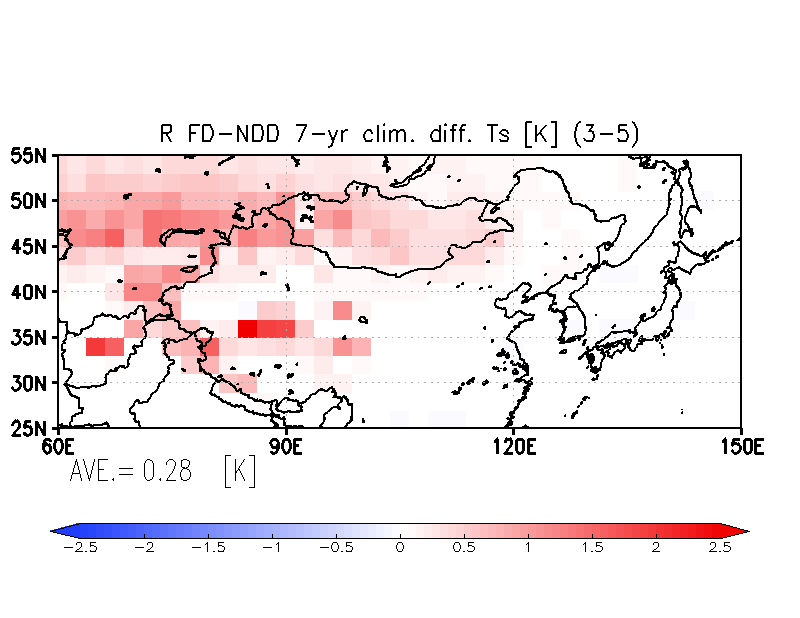 R FD-NDD 7-yr clim. diff. Ts [K] (3-5)
55N
50N
45N
40N
35N
30N
25N
60E 90E 120E 150E
AVE.= 0.28 [K]
-2.5 -2 -1.5 -1 -0.5 0 0.5 1 1.5 2 2.5